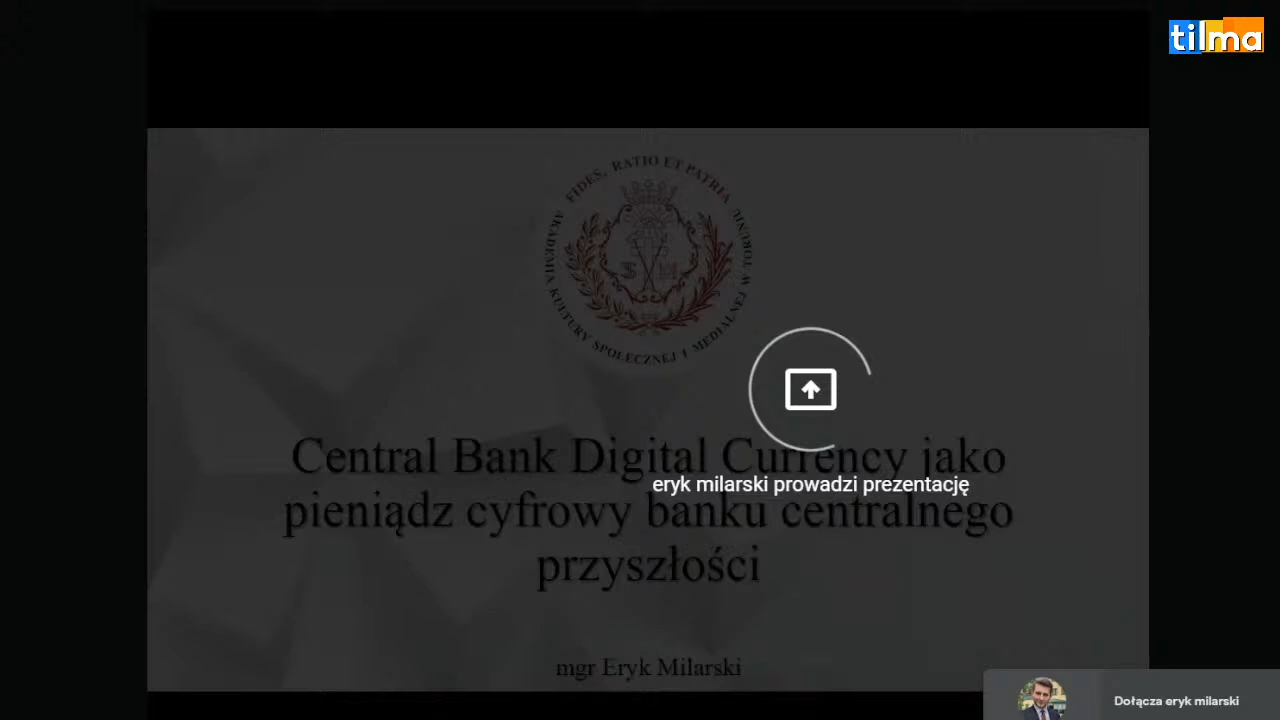 tilma
FIDES, RATIO ET PATRIA
AKADEMIA KULTURY SPOŁECZNEJ I MEDIALNEJ W TORUNIU
Central Bank Digital Currency jako
eryk milarski prowadzi prezentację
pieniądz cyfrowy banku centralnego
przyszłości
mgr Eryk Milarski
Dołącza eryk milarski